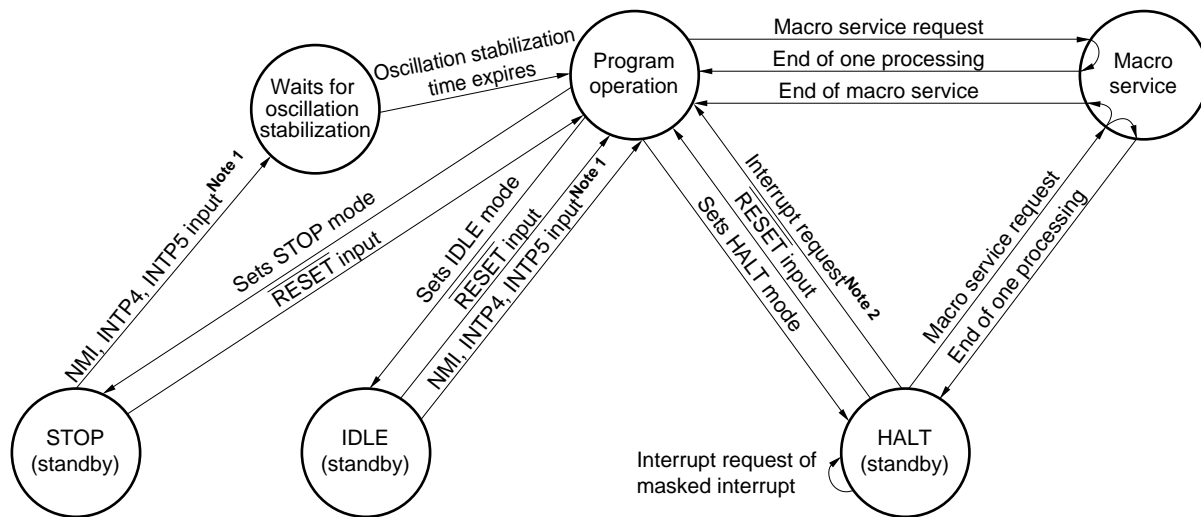 Waits for
oscillation
stabilization
Oscillation stabilization
time expires
Program
operation
Macro service request
End of one processing
End of macro service
Macro
service
NMI, INTP4, INTP5 input Note 1
Sets STOP mode
RESET input
Sets IDLE mode
RESET input
NMI, INTP4, INTP5 input Note 1
Interrupt request Note 2
RESET input
Sets HALT mode
Macro service request
End of one processing
STOP
(standby)
IDLE
(standby)
HALT
(standby)
Interrupt request of
masked interrupt